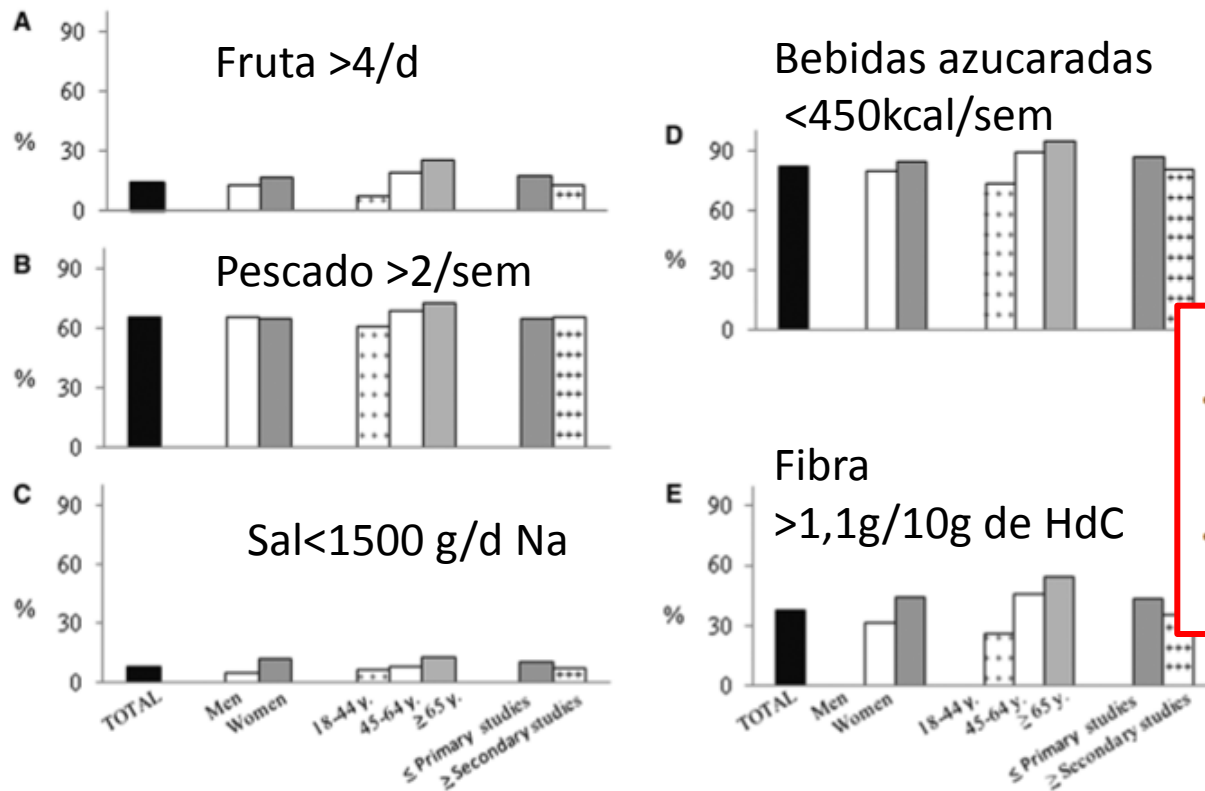 A
90
60
%
30
0
Fruta >4/d
B
90
60
%
30
0
Pescado >2/sem
C
90
60
%
30
0
Sal<1500 g/d Na
TOTAL
Men
Women
18-44 y.
45-64 y.
≥65 y.
≤ Primary studies
≥Secondary studies
Bebidas azucaradas
<450kcal/sem
D
90
60
%
30
0
Fibra
>1,1g/10g de HdC
E
90
60
%
30
0
TOTAL
Men
Women
18-44 y.
45-64 y.
≥65 y.
≤ Primary studies
≥Secondary studies